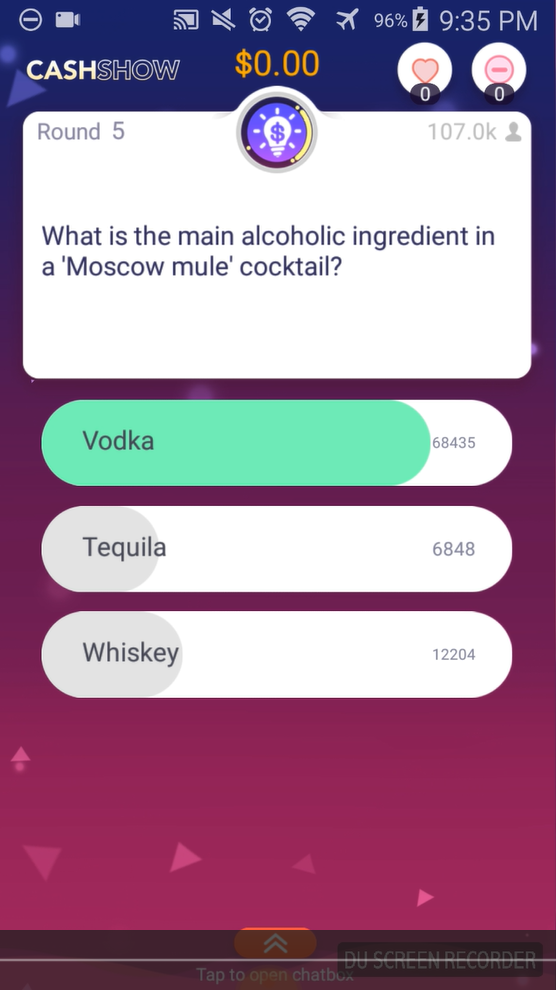 96% 9:35 PM
CASHSHOW
$0.00
0 0
Round 5
$
107.0k
What is the main alcoholic ingredient in
a 'Moscow mule' cocktail?
Vodka 68435
Tequila 6848
Whiskey 12204
DU SCREEN RECORDER
Tap to open chatbox